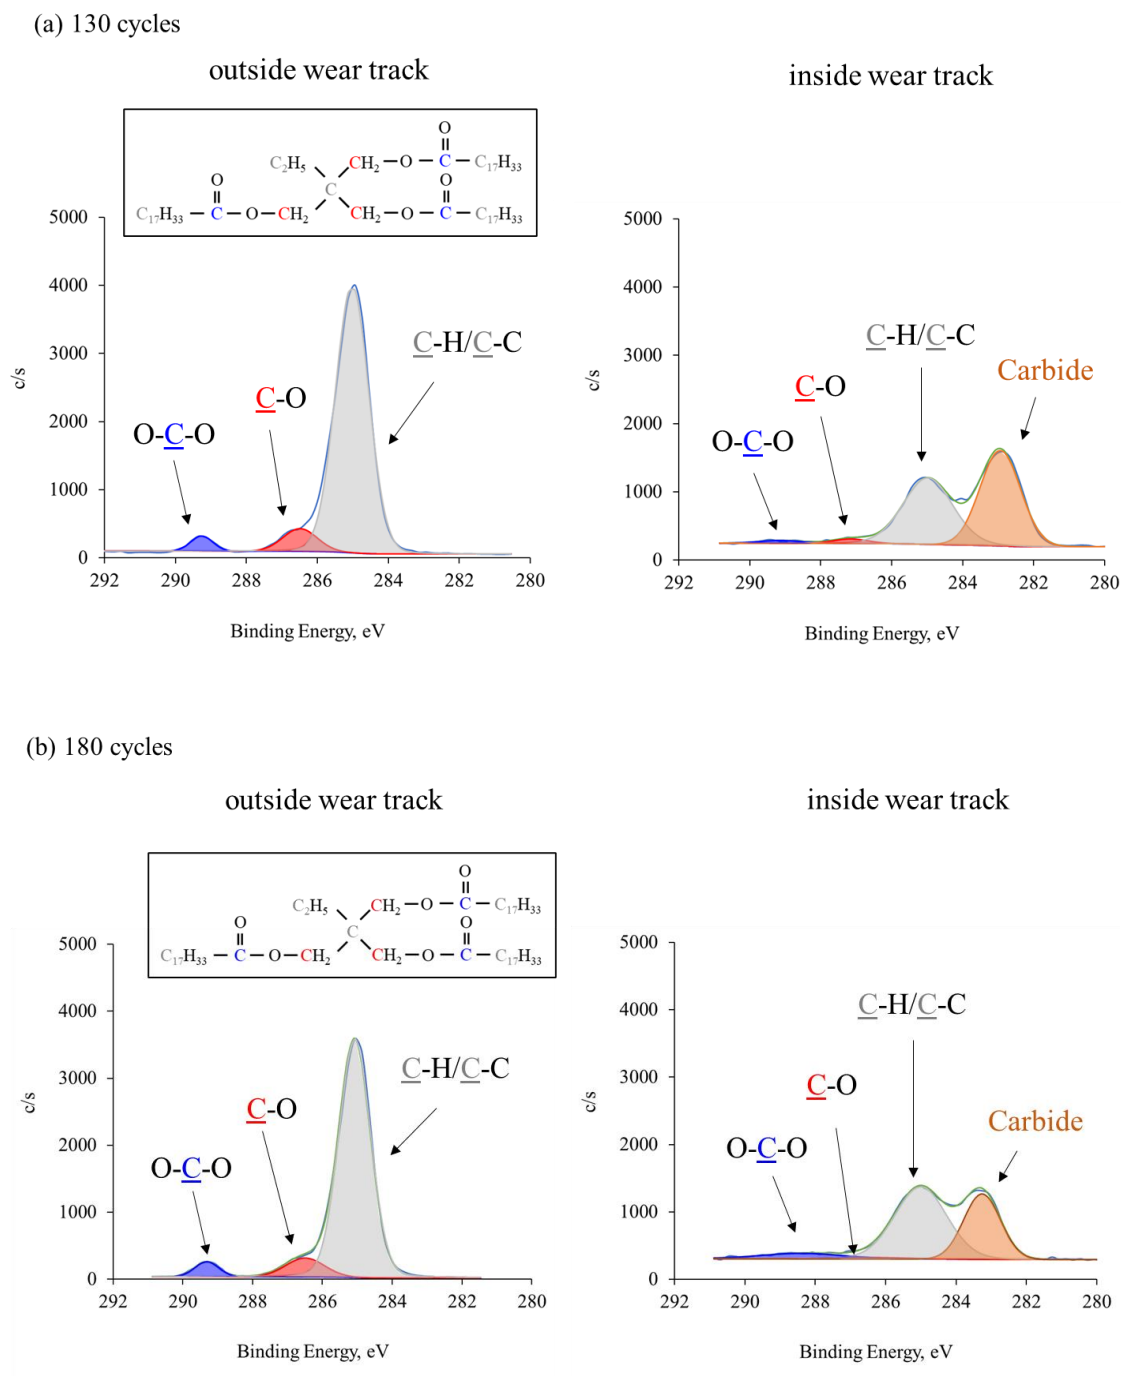 (a) 130 cycles
outside wear track
inside wear track
O
C2H5 CH2 O C C17H33
O C O
C17H33 C O CH2 CH2 O C C17H33
5000
4000
3000
2000
1000
0
c/s
C-H/C-C
C-O
O-C-O
292 290 288 286 284 282 280
Binding Energy, eV
5000
4000
3000
2000
1000
0
c/s
C-H/C-C
Carbide
C-O
O-C-O
292 290 288 286 284 282 280
Binding Energy, eV
(b) 180 cycles
outside wear track
inside wear track
O
C2H5 CH2 O C C17H33
O C O
C17H33 C O CH2 CH2 O C C17H33
5000
4000
3000
2000
1000
0
c/s
C-H/C-C
C-O
O-C-O
292 290 288 286 284 282 280
Binding Energy, eV
5000
4000
3000
2000
1000
0
c/s
C-H/C-C
C-O
Carbide
O-C-O
292 290 288 286 284 282 280
Binding Energy, eV